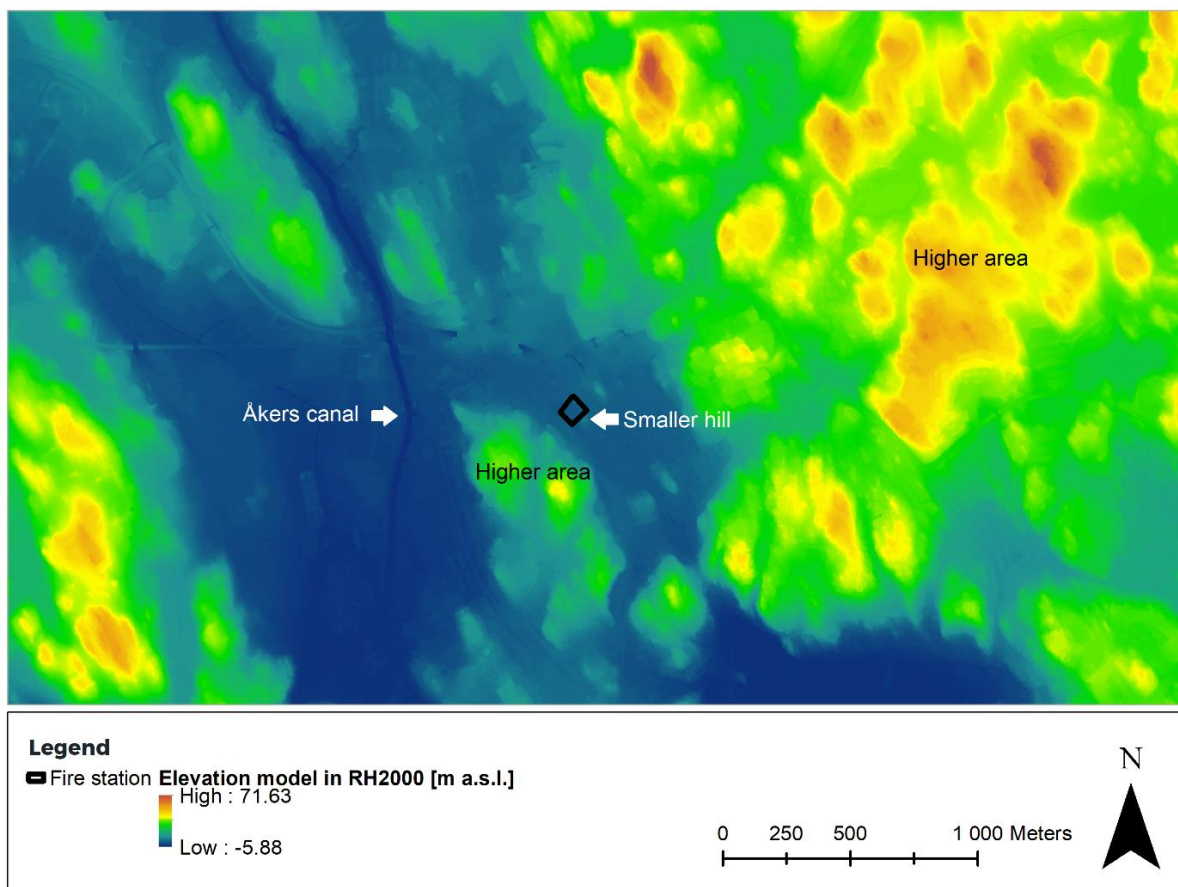 Higher area
Åkers canal
Smaller hill
Higher area
Legend
Fire station Elevation model in RH2000 [m a.s.l.]
High : 71.63
Low : -5.88
0 250 500 1 000 Meters
N